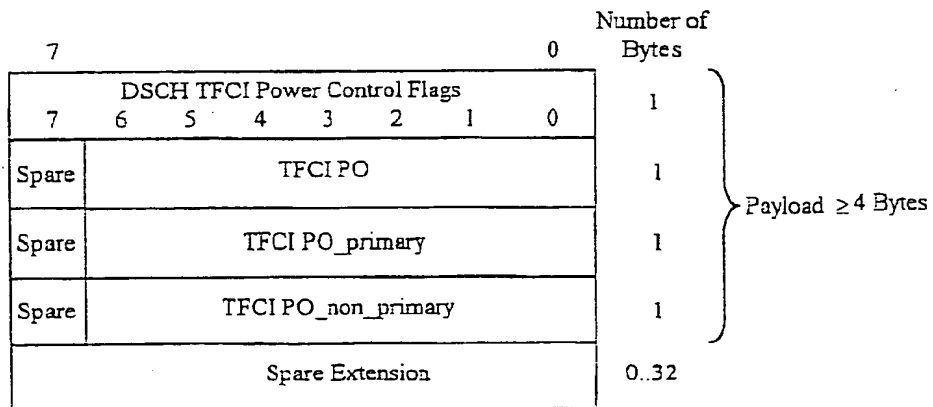 Number of
7 0 Bytes
DSCH TFCI Power Control Flags
7 6 5 4 3 2 1 0
1
Spare TFCI PO 1
Payload ≥ 4 Bytes
Spare TFCI PO_primary 1
Spare TFCI PO_non_primary 1
Spare Extension 0..32